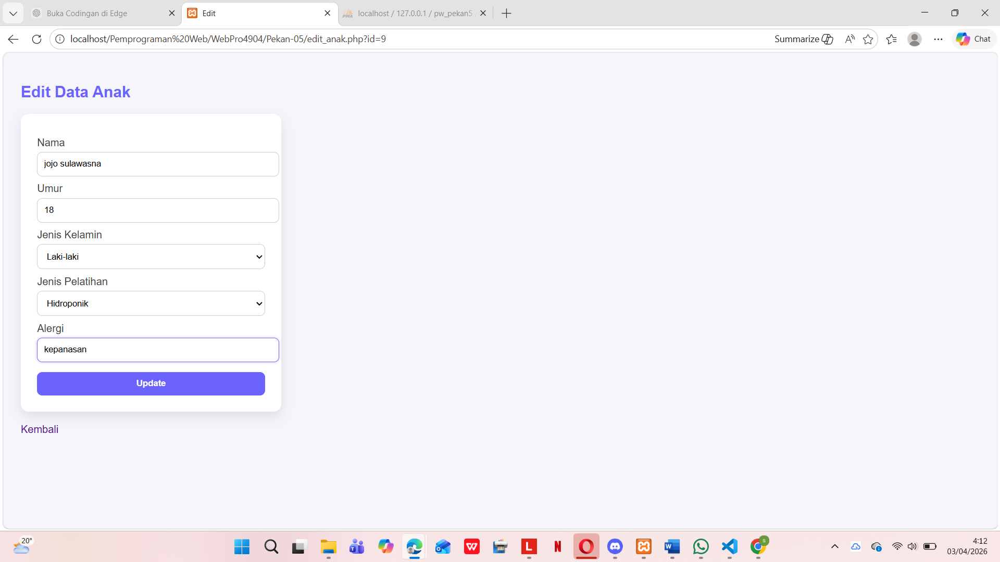 Buka Codingan di Edge
Edit
localhost / 127.0.0.1 / pw_pekan5
localhost/Pemprograman%20Web/WebPro4904/Pekan-05/edit_anak.php?id=9
Summarize
Chat
Edit Data Anak
Nama
jojo sulawasna
Umur
18
Jenis Kelamin
Laki-laki
Jenis Pelatihan
Hidroponik
Alergi
kepanasan
Update
Kembali
20°
4:12
03/04/2026